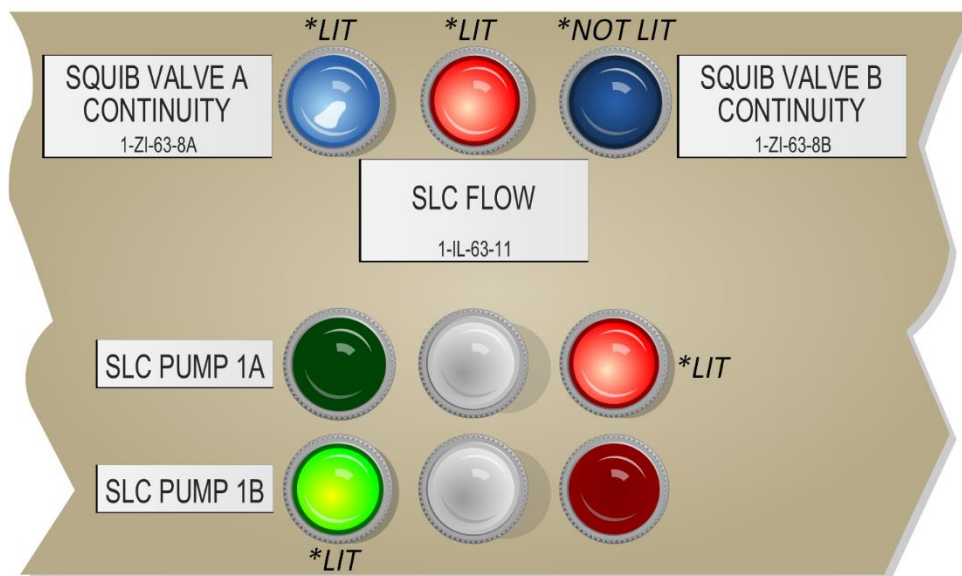 *LIT
*LIT
*NOT LIT
SQUIB VALVE A
CONTINUITY
1-ZI-63-8A
SQUIB VALVE B
CONTINUITY
1-ZI-63-8B
SLC FLOW
1-IL-63-11
SLC PUMP 1A
*LIT
SLC PUMP 1B
*LIT